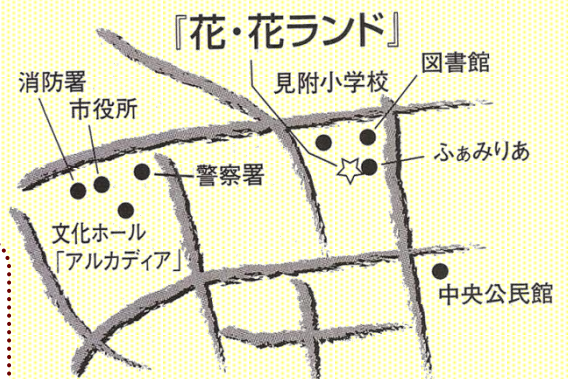 『花・花ランド』
消防署
市役所
見附小学校
図書館
ふぁみりあ
警察署
文化ホール
「アルカディア」
中央公民館